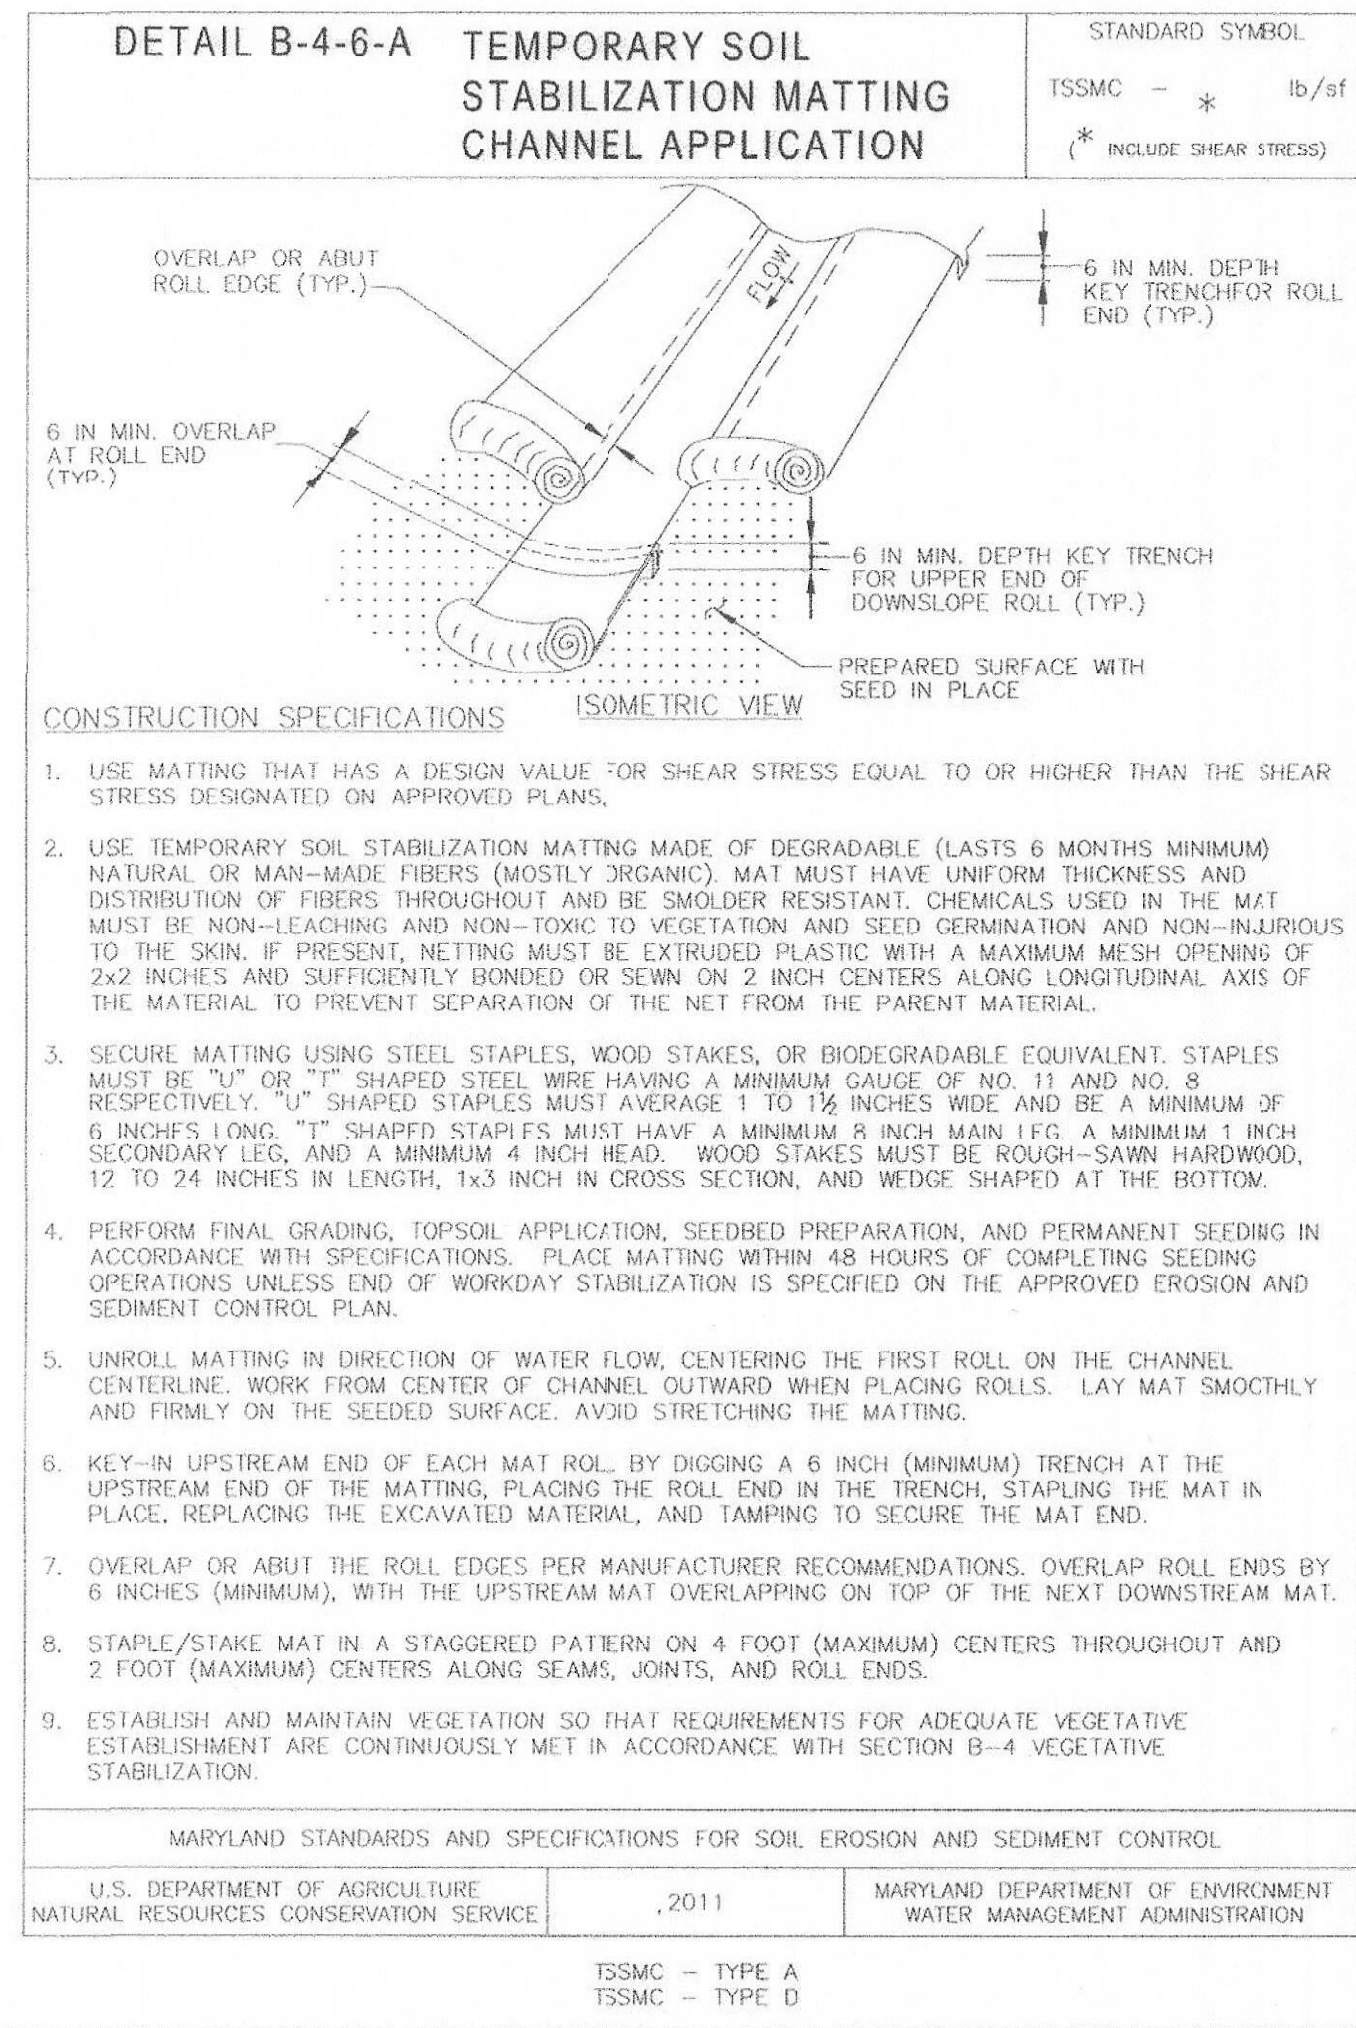 DETAIL B-4-6-A TEMPORARY SOIL
STABILIZATION MATTING
CHANNEL APPLICATION
STANDARD SYMBOL
TSSMC - * lb/sf
(* INCLUDE SHEAR STRESS)
OVERLAP OR ABUT
ROLL EDGE (TYP.)
FLOW
6 IN MIN. DEPTH
KEY TRENCHFOR ROLL
END (TYP.)
6 IN MIN. OVERLAP
AT ROLL END
(TYP.)
6 IN MIN. DEPTH KEY TRENCH
FOR UPPER END OF
DOWNSLOPE ROLL (TYP.)
PREPARED SURFACE WITH
SEED IN PLACE
ISOMETRIC VIEW
CONSTRUCTION SPECIFICATIONS
1. USE MATTING THAT HAS A DESIGN VALUE FOR SHEAR STRESS EQUAL TO OR HIGHER THAN THE SHEAR
STRESS DESIGNATED ON APPROVED PLANS.
2. USE TEMPORARY SOIL STABILIZATION MATTING MADE OF DEGRADABLE (LASTS 6 MONTHS MINIMUM)
NATURAL OR MAN-MADE FIBERS (MOSTLY ORGANIC). MAT MUST HAVE UNIFORM THICKNESS AND
DISTRIBUTION OF FIBERS THROUGHOUT AND BE SMOLDER RESISTANT. CHEMICALS USED IN THE MAT
MUST BE NON-LEACHING AND NON-TOXIC TO VEGETATION AND SEED GERMINATION AND NON-INJURIOUS
TO THE SKIN. IF PRESENT, NETTING MUST BE EXTRUDED PLASTIC WITH A MAXIMUM MESH OPENING OF
2x2 INCHES AND SUFFICIENTLY BONDED OR SEWN ON 2 INCH CENTERS ALONG LONGITUDINAL AXIS OF
THE MATERIAL TO PREVENT SEPARATION OF THE NET FROM THE PARENT MATERIAL.
3. SECURE MATTING USING STEEL STAPLES, WOOD STAKES, OR BIODEGRADABLE EQUIVALENT. STAPLES
MUST BE "U" OR "T" SHAPED STEEL WIRE HAVING A MINIMUM GAUGE OF NO. 11 AND NO. 8
RESPECTIVELY. "U" SHAPED STAPLES MUST AVERAGE 1 TO 1½ INCHES WIDE AND BE A MINIMUM OF
6 INCHES LONG. "T" SHAPED STAPLES MUST HAVE A MINIMUM 8 INCH MAIN LEG, A MINIMUM 1 INCH
SECONDARY LEG, AND A MINIMUM 4 INCH HEAD. WOOD STAKES MUST BE ROUGH-SAWN HARDWOOD,
12 TO 24 INCHES IN LENGTH, 1x3 INCH IN CROSS SECTION, AND WEDGE SHAPED AT THE BOTTOM.
4. PERFORM FINAL GRADING, TOPSOIL APPLICATION, SEEDBED PREPARATION, AND PERMANENT SEEDING IN
ACCORDANCE WITH SPECIFICATIONS. PLACE MATTING WITHIN 48 HOURS OF COMPLETING SEEDING
OPERATIONS UNLESS END OF WORKDAY STABILIZATION IS SPECIFIED ON THE APPROVED EROSION AND
SEDIMENT CONTROL PLAN.
5. UNROLL MATTING IN DIRECTION OF WATER FLOW, CENTERING THE FIRST ROLL ON THE CHANNEL
CENTERLINE. WORK FROM CENTER OF CHANNEL OUTWARD WHEN PLACING ROLLS. LAY MAT SMOOTHLY
AND FIRMLY ON THE SEEDED SURFACE. AVOID STRETCHING THE MATTING.
6. KEY-IN UPSTREAM END OF EACH MAT ROLL BY DIGGING A 6 INCH (MINIMUM) TRENCH AT THE
UPSTREAM END OF THE MATTING, PLACING THE ROLL END IN THE TRENCH, STAPLING THE MAT IN
PLACE, REPLACING THE EXCAVATED MATERIAL, AND TAMPING TO SECURE THE MAT END.
7. OVERLAP OR ABUT THE ROLL EDGES PER MANUFACTURER RECOMMENDATIONS. OVERLAP ROLL ENDS BY
6 INCHES (MINIMUM), WITH THE UPSTREAM MAT OVERLAPPING ON TOP OF THE NEXT DOWNSTREAM MAT.
8. STAPLE/STAKE MAT IN A STAGGERED PATTERN ON 4 FOOT (MAXIMUM) CENTERS THROUGHOUT AND
2 FOOT (MAXIMUM) CENTERS ALONG SEAMS, JOINTS, AND ROLL ENDS.
9. ESTABLISH AND MAINTAIN VEGETATION SO THAT REQUIREMENTS FOR ADEQUATE VEGETATIVE
ESTABLISHMENT ARE CONTINUOUSLY MET IN ACCORDANCE WITH SECTION B-4 VEGETATIVE
STABILIZATION.
MARYLAND STANDARDS AND SPECIFICATIONS FOR SOIL EROSION AND SEDIMENT CONTROL
U.S. DEPARTMENT OF AGRICULTURE
NATURAL RESOURCES CONSERVATION SERVICE
,2011
MARYLAND DEPARTMENT OF ENVIRONMENT
WATER MANAGEMENT ADMINISTRATION
TSSMC - TYPE A
TSSMC - TYPE D